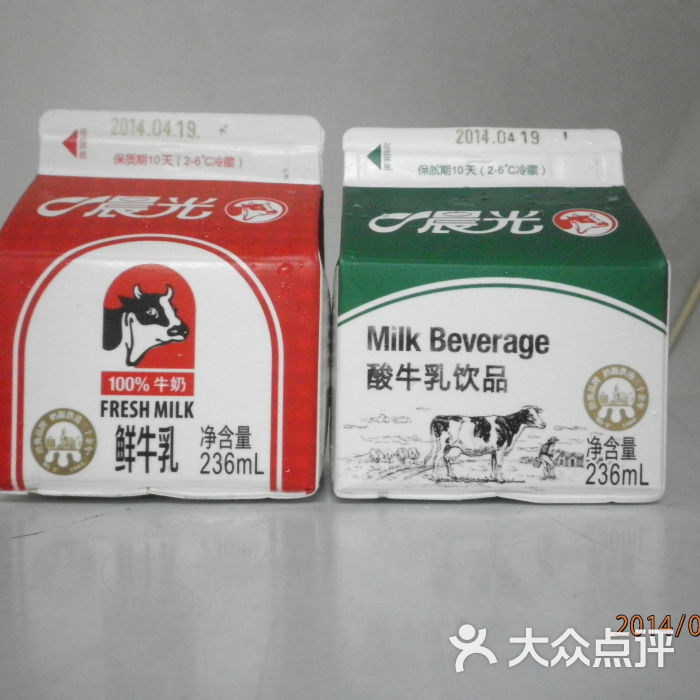 2014.04.19.
保质期10天(2-6℃冷藏)
晨光
100% 牛奶
FRESH MILK
鲜牛乳
净含量
236mL
2014.04 19
保质期10天(2-6℃冷藏)
晨光
Milk Beverage
酸牛乳饮品
净含量
236mL
2014/0
大众点评